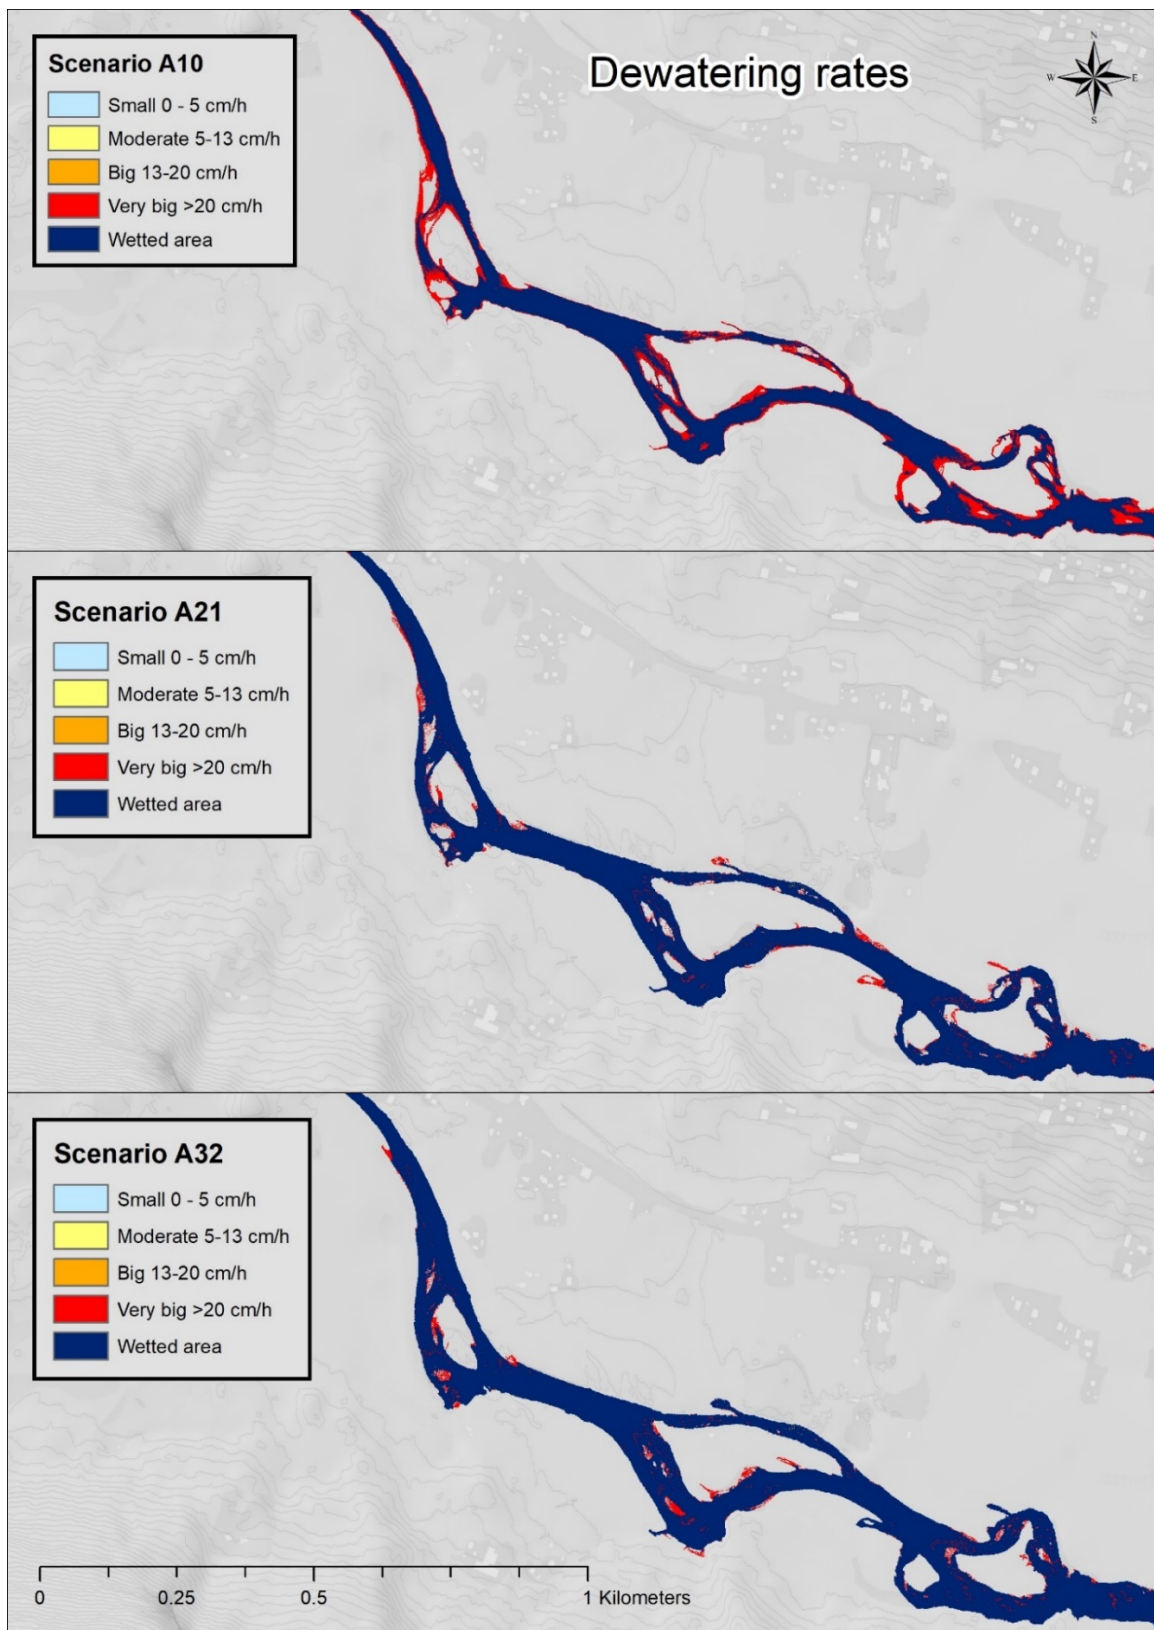 Dewatering rates
N
W E
S
Scenario A10
Small 0 - 5 cm/h
Moderate 5-13 cm/h
Big 13-20 cm/h
Very big >20 cm/h
Wetted area
Scenario A21
Small 0 - 5 cm/h
Moderate 5-13 cm/h
Big 13-20 cm/h
Very big >20 cm/h
Wetted area
Scenario A32
Small 0 - 5 cm/h
Moderate 5-13 cm/h
Big 13-20 cm/h
Very big >20 cm/h
Wetted area
0 0.25 0.5 1 Kilometers